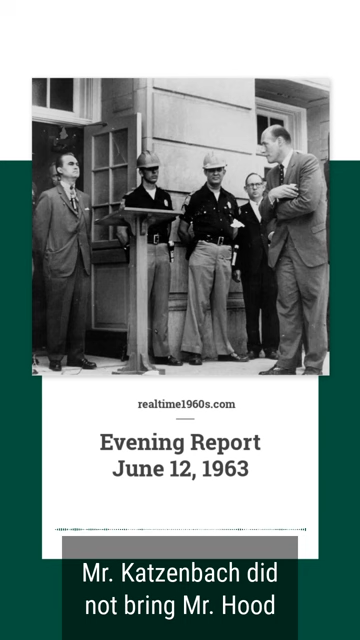 realtime1960s.com
Evening Report
June 12, 1963
Mr. Katzenbach did
not bring Mr. Hood